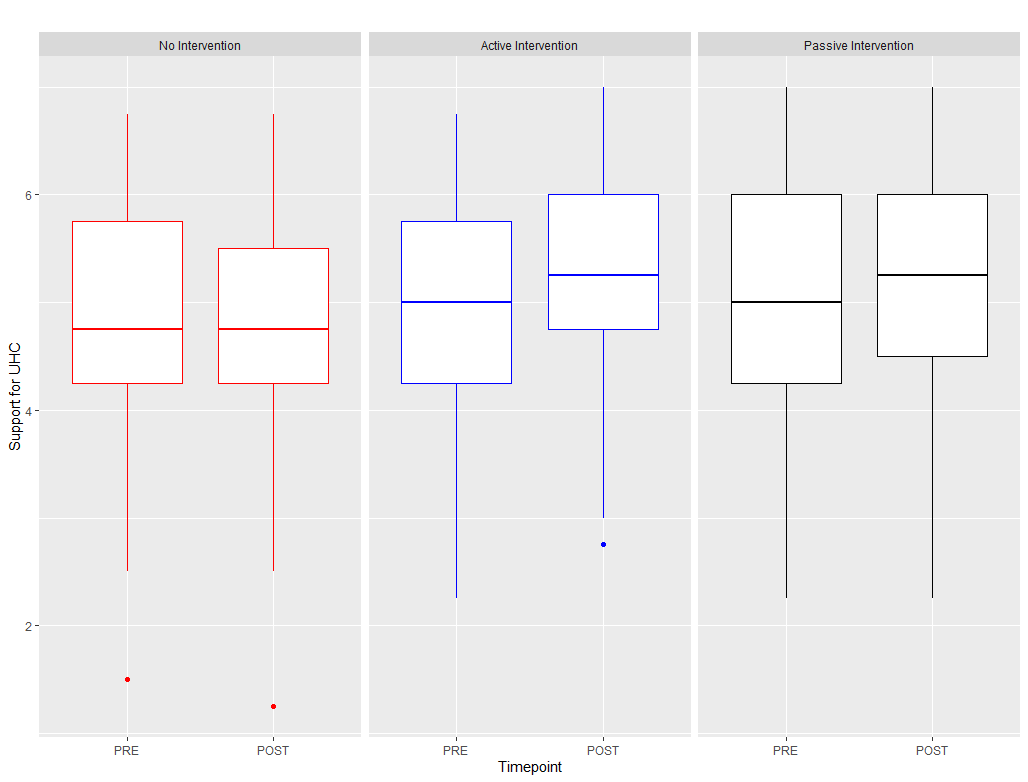 No Intervention
Active Intervention
Passive Intervention
Support for UHC
6
4
2
PRE
POST
PRE
POST
PRE
POST
Timepoint